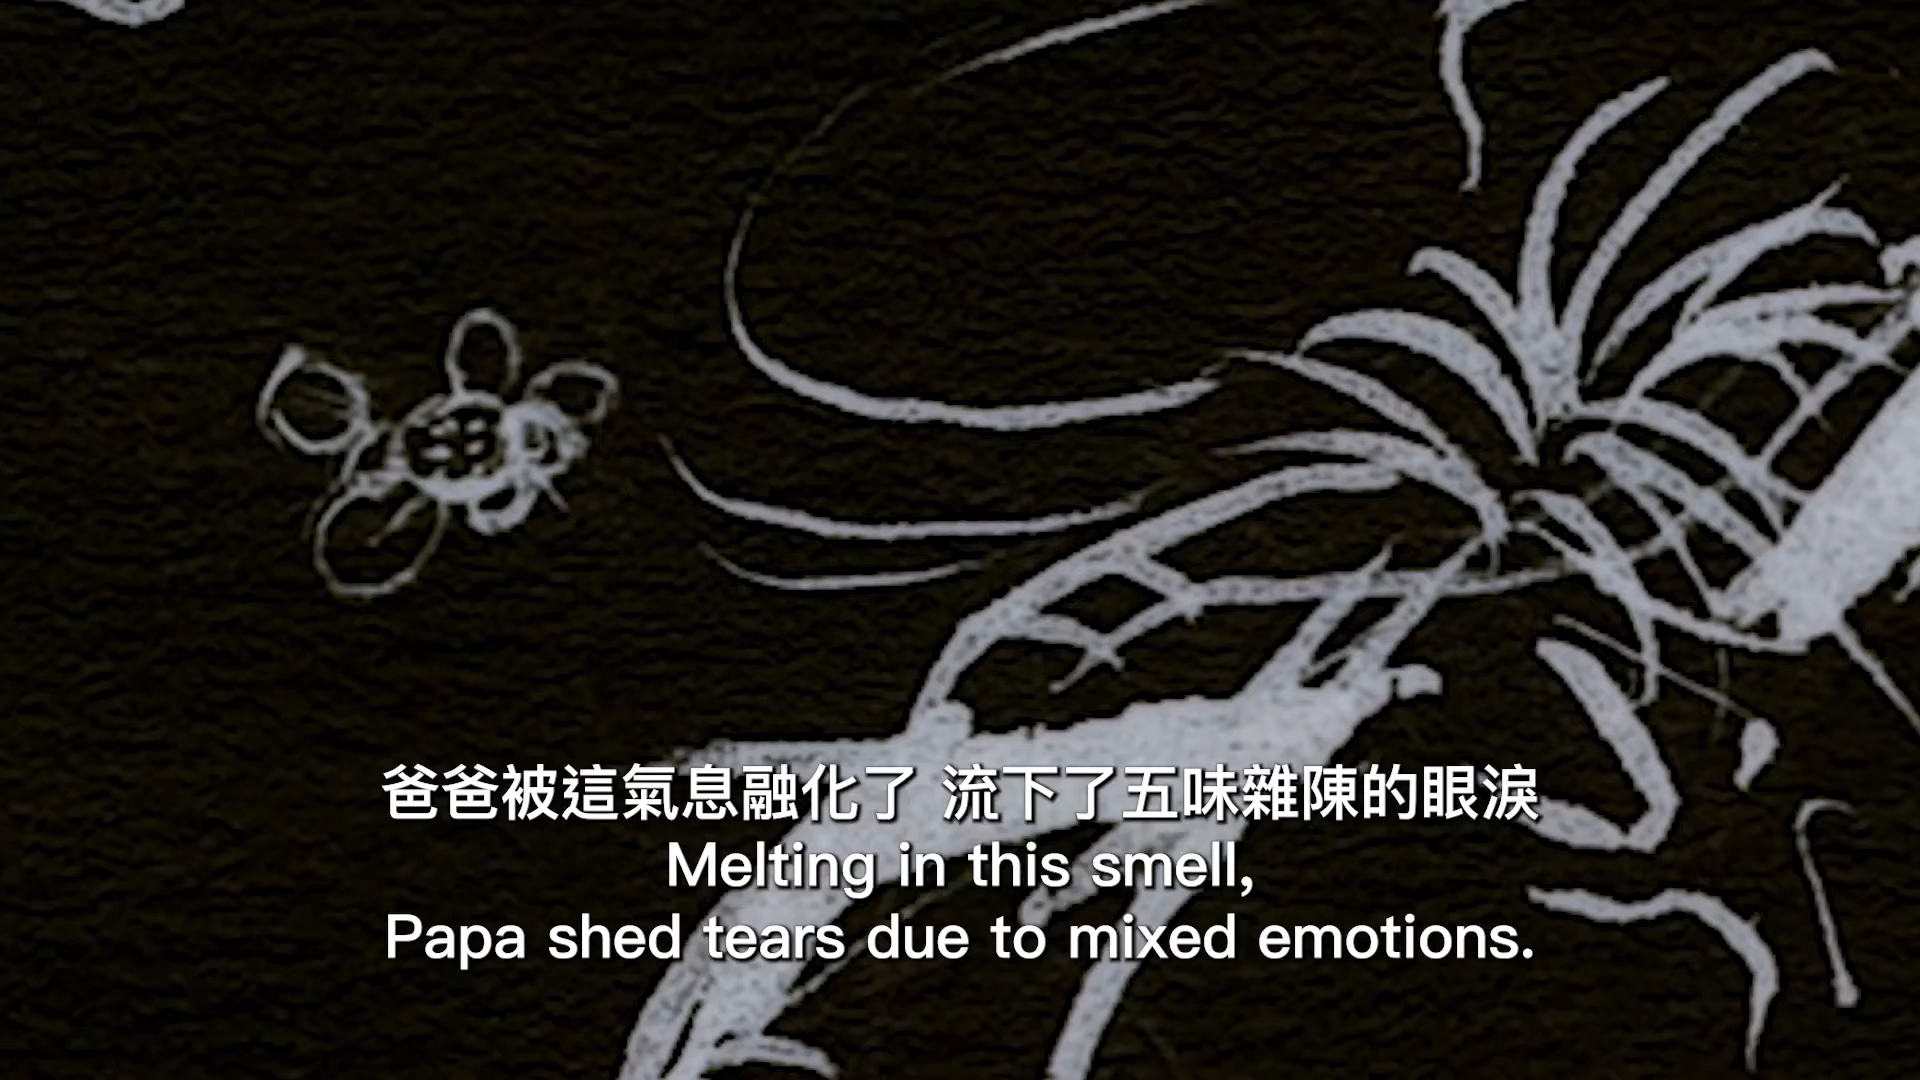 爸爸被這氣息融化了 流下了五味雜陳的眼淚
Melting in this smell,
Papa shed tears due to mixed emotions.